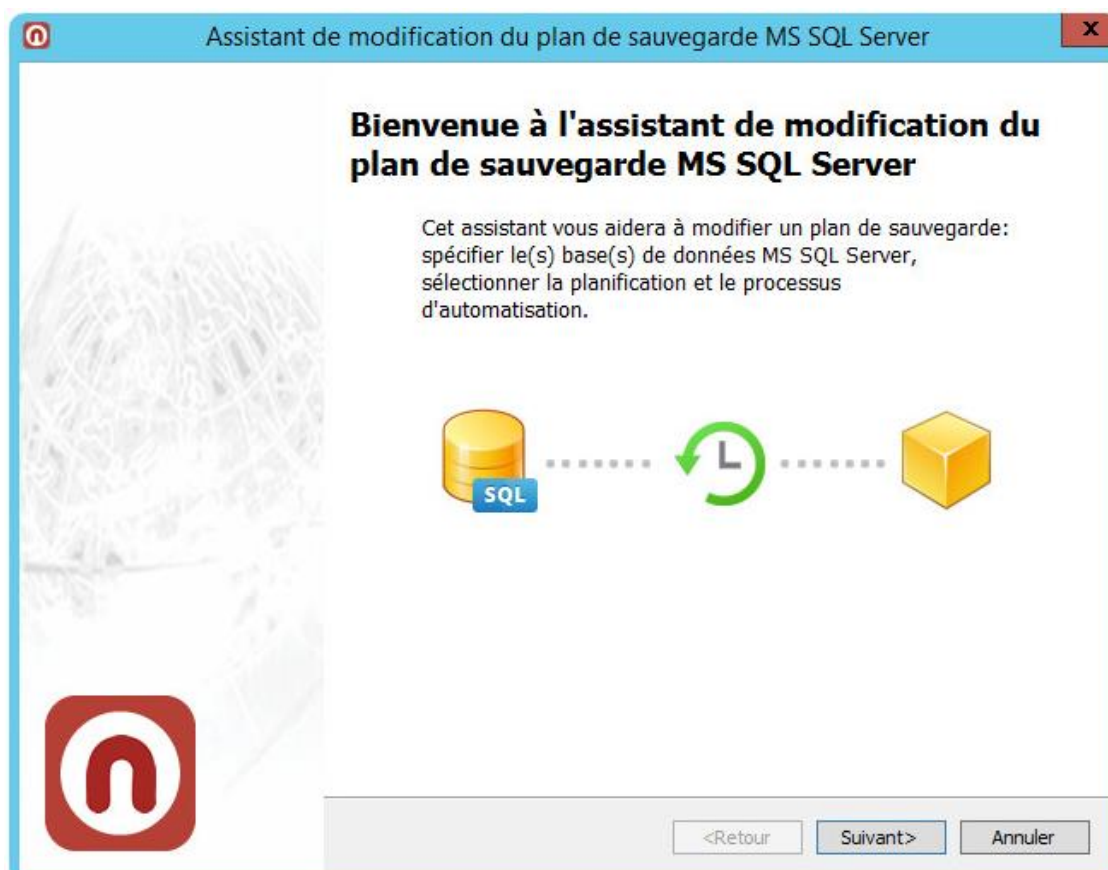 Assistant de modification du plan de sauvegarde MS SQL Server
x
Bienvenue à l'assistant de modification du
plan de sauvegarde MS SQL Server
Cet assistant vous aidera à modifier un plan de sauvegarde:
spécifier le(s) base(s) de données MS SQL Server,
sélectionner la planification et le processus
d'automatisation.
SQL
<Retour
Suivant>
Annuler